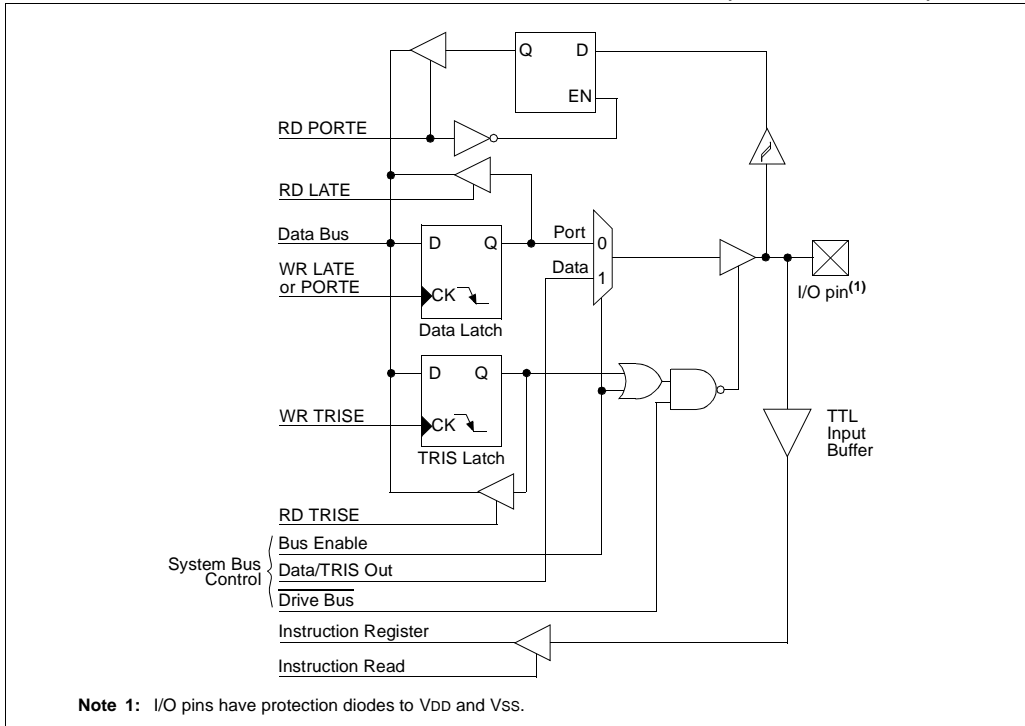 Q D
EN
RD PORTE
RD LATE
Data Bus
Port
0
D Q
WR LATE
or PORTE
Data
1
CK
I/O pin(1)
Data Latch
D Q
WR TRISE
CK
TTL
Input
Buffer
TRIS Latch
RD TRISE
Bus Enable
System Bus
Control
Data/TRIS Out
Drive Bus
Instruction Register
Instruction Read
Note 1: I/O pins have protection diodes to VDD and VSS.